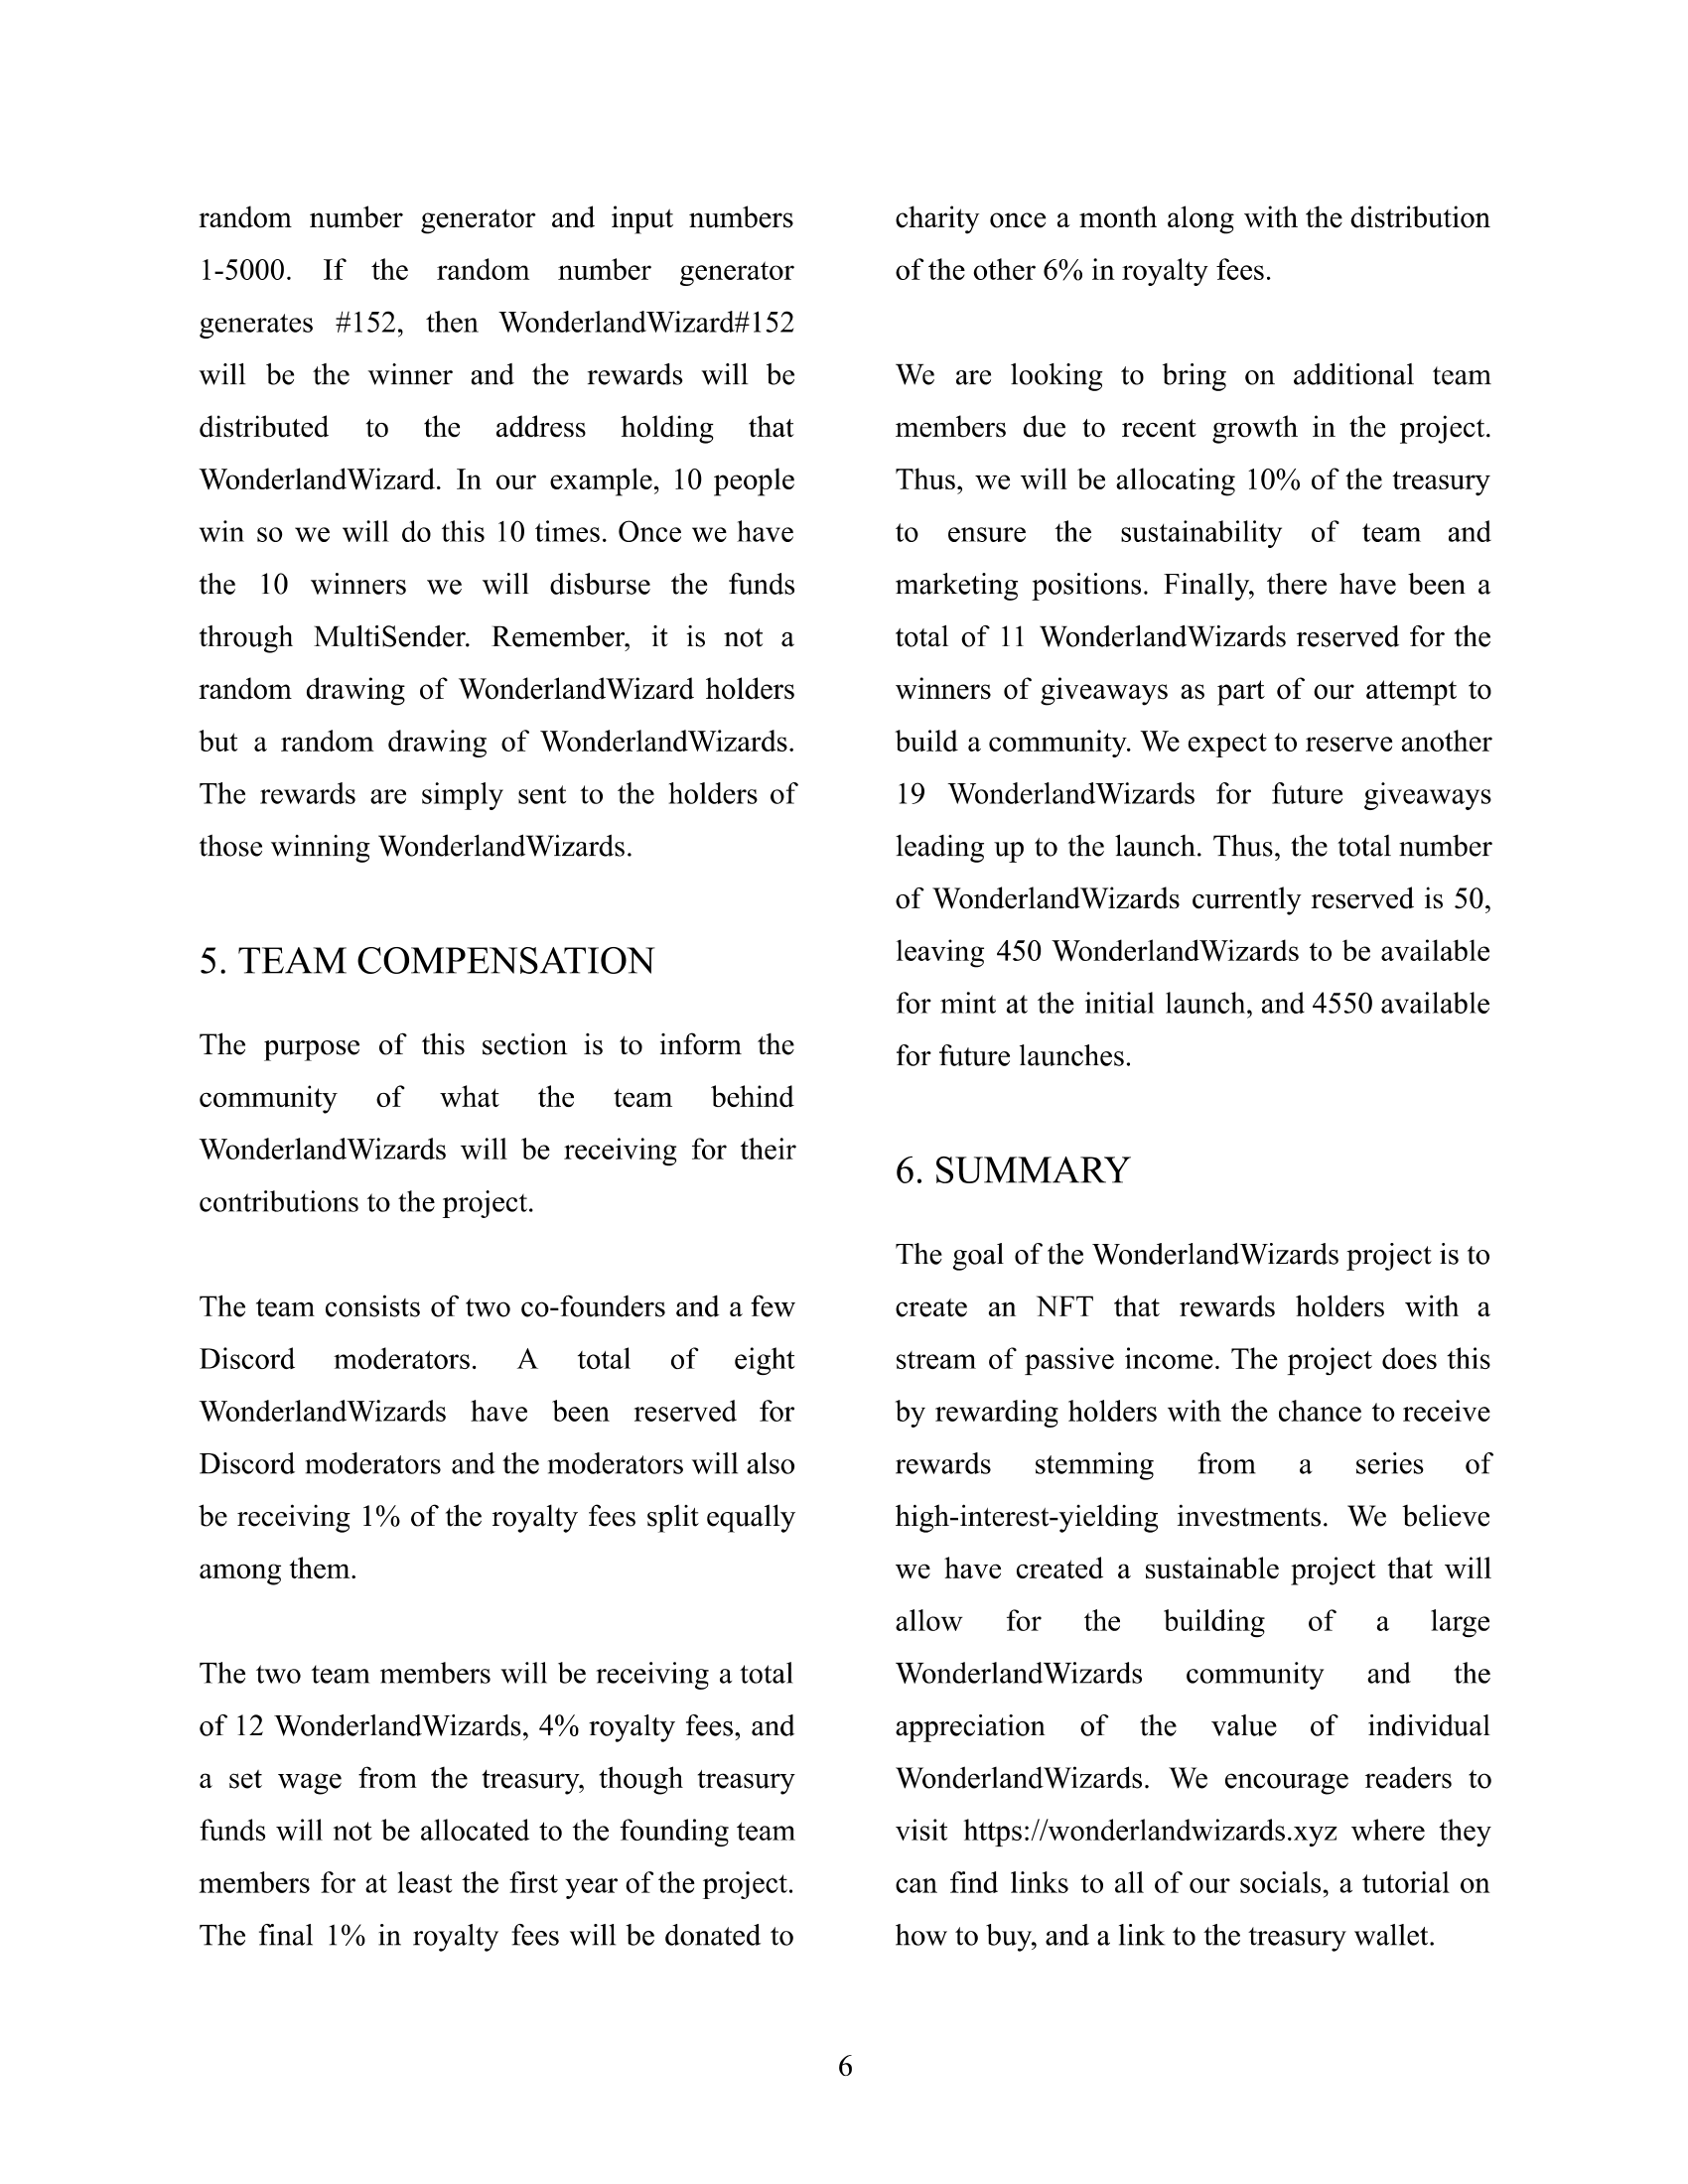 random number generator and input numbers
1-5000. If the random number generator
generates #152, then WonderlandWizard#152
will be the winner and the rewards will be
distributed to the address holding that
WonderlandWizard. In our example, 10 people
win so we will do this 10 times. Once we have
the 10 winners we will disburse the funds
through MultiSender. Remember, it is not a
random drawing of WonderlandWizard holders
but a random drawing of WonderlandWizards.
The rewards are simply sent to the holders of
those winning WonderlandWizards.
5. TEAM COMPENSATION
The purpose of this section is to inform the
community of what the team behind
WonderlandWizards will be receiving for their
contributions to the project.
The team consists of two co-founders and a few
Discord moderators. A total of eight
WonderlandWizards have been reserved for
Discord moderators and the moderators will also
be receiving 1% of the royalty fees split equally
among them.
The two team members will be receiving a total
of 12 WonderlandWizards, 4% royalty fees, and
a set wage from the treasury, though treasury
funds will not be allocated to the founding team
members for at least the first year of the project.
The final 1% in royalty fees will be donated to
charity once a month along with the distribution
of the other 6% in royalty fees.
We are looking to bring on additional team
members due to recent growth in the project.
Thus, we will be allocating 10% of the treasury
to ensure the sustainability of team and
marketing positions. Finally, there have been a
total of 11 WonderlandWizards reserved for the
winners of giveaways as part of our attempt to
build a community. We expect to reserve another
19 WonderlandWizards for future giveaways
leading up to the launch. Thus, the total number
of WonderlandWizards currently reserved is 50,
leaving 450 WonderlandWizards to be available
for mint at the initial launch, and 4550 available
for future launches.
6. SUMMARY
The goal of the WonderlandWizards project is to
create an NFT that rewards holders with a
stream of passive income. The project does this
by rewarding holders with the chance to receive
rewards stemming from a series of
high-interest-yielding investments. We believe
we have created a sustainable project that will
allow for the building of a large
WonderlandWizards community and the
appreciation of the value of individual
WonderlandWizards. We encourage readers to
visit https://wonderlandwizards.xyz where they
can find links to all of our socials, a tutorial on
how to buy, and a link to the treasury wallet.
6